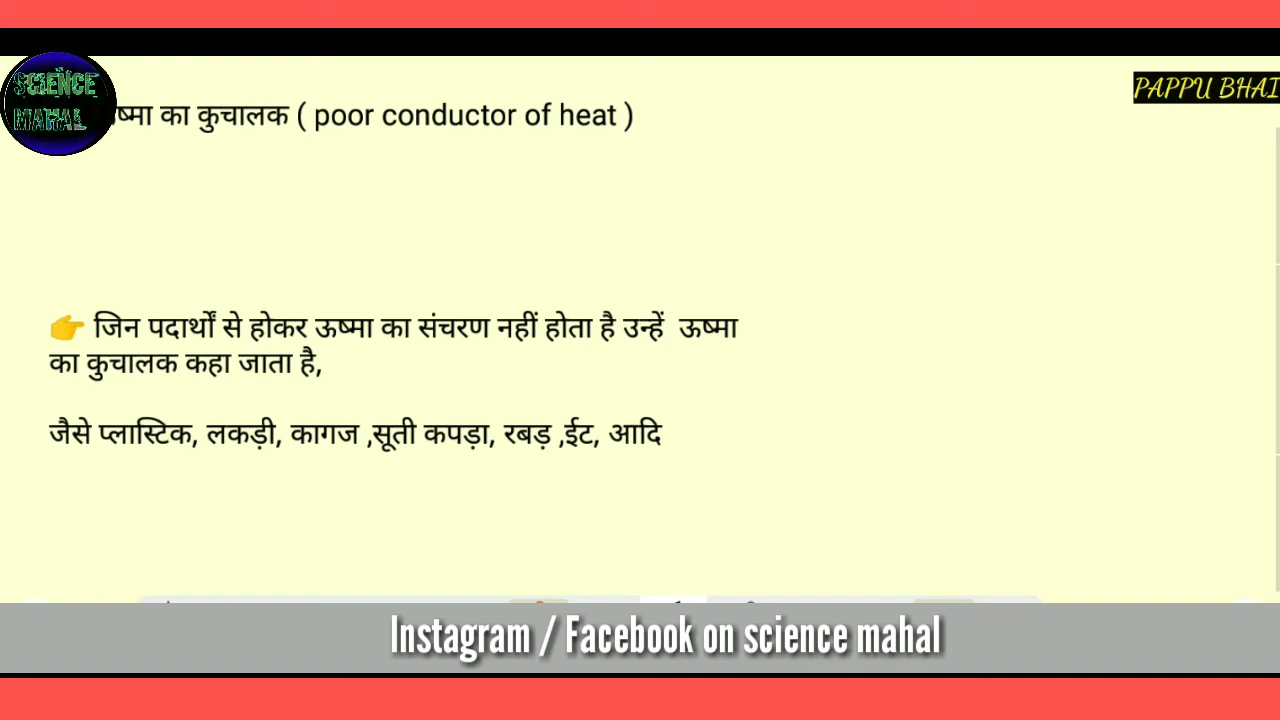 SCIENCE
MAHAL
PAPPU BHAI
का कुचालक ( poor conductor of heat )
👉 जिन पदार्थों से होकर ऊष्मा का संचरण नहीं होता है उन्हें ऊष्मा
का कुचालक कहा जाता है,
जैसे प्लास्टिक, लकड़ी, कागज ,सूती कपड़ा, रबड़ ,ईट, आदि
Instagram / Facebook on science mahal